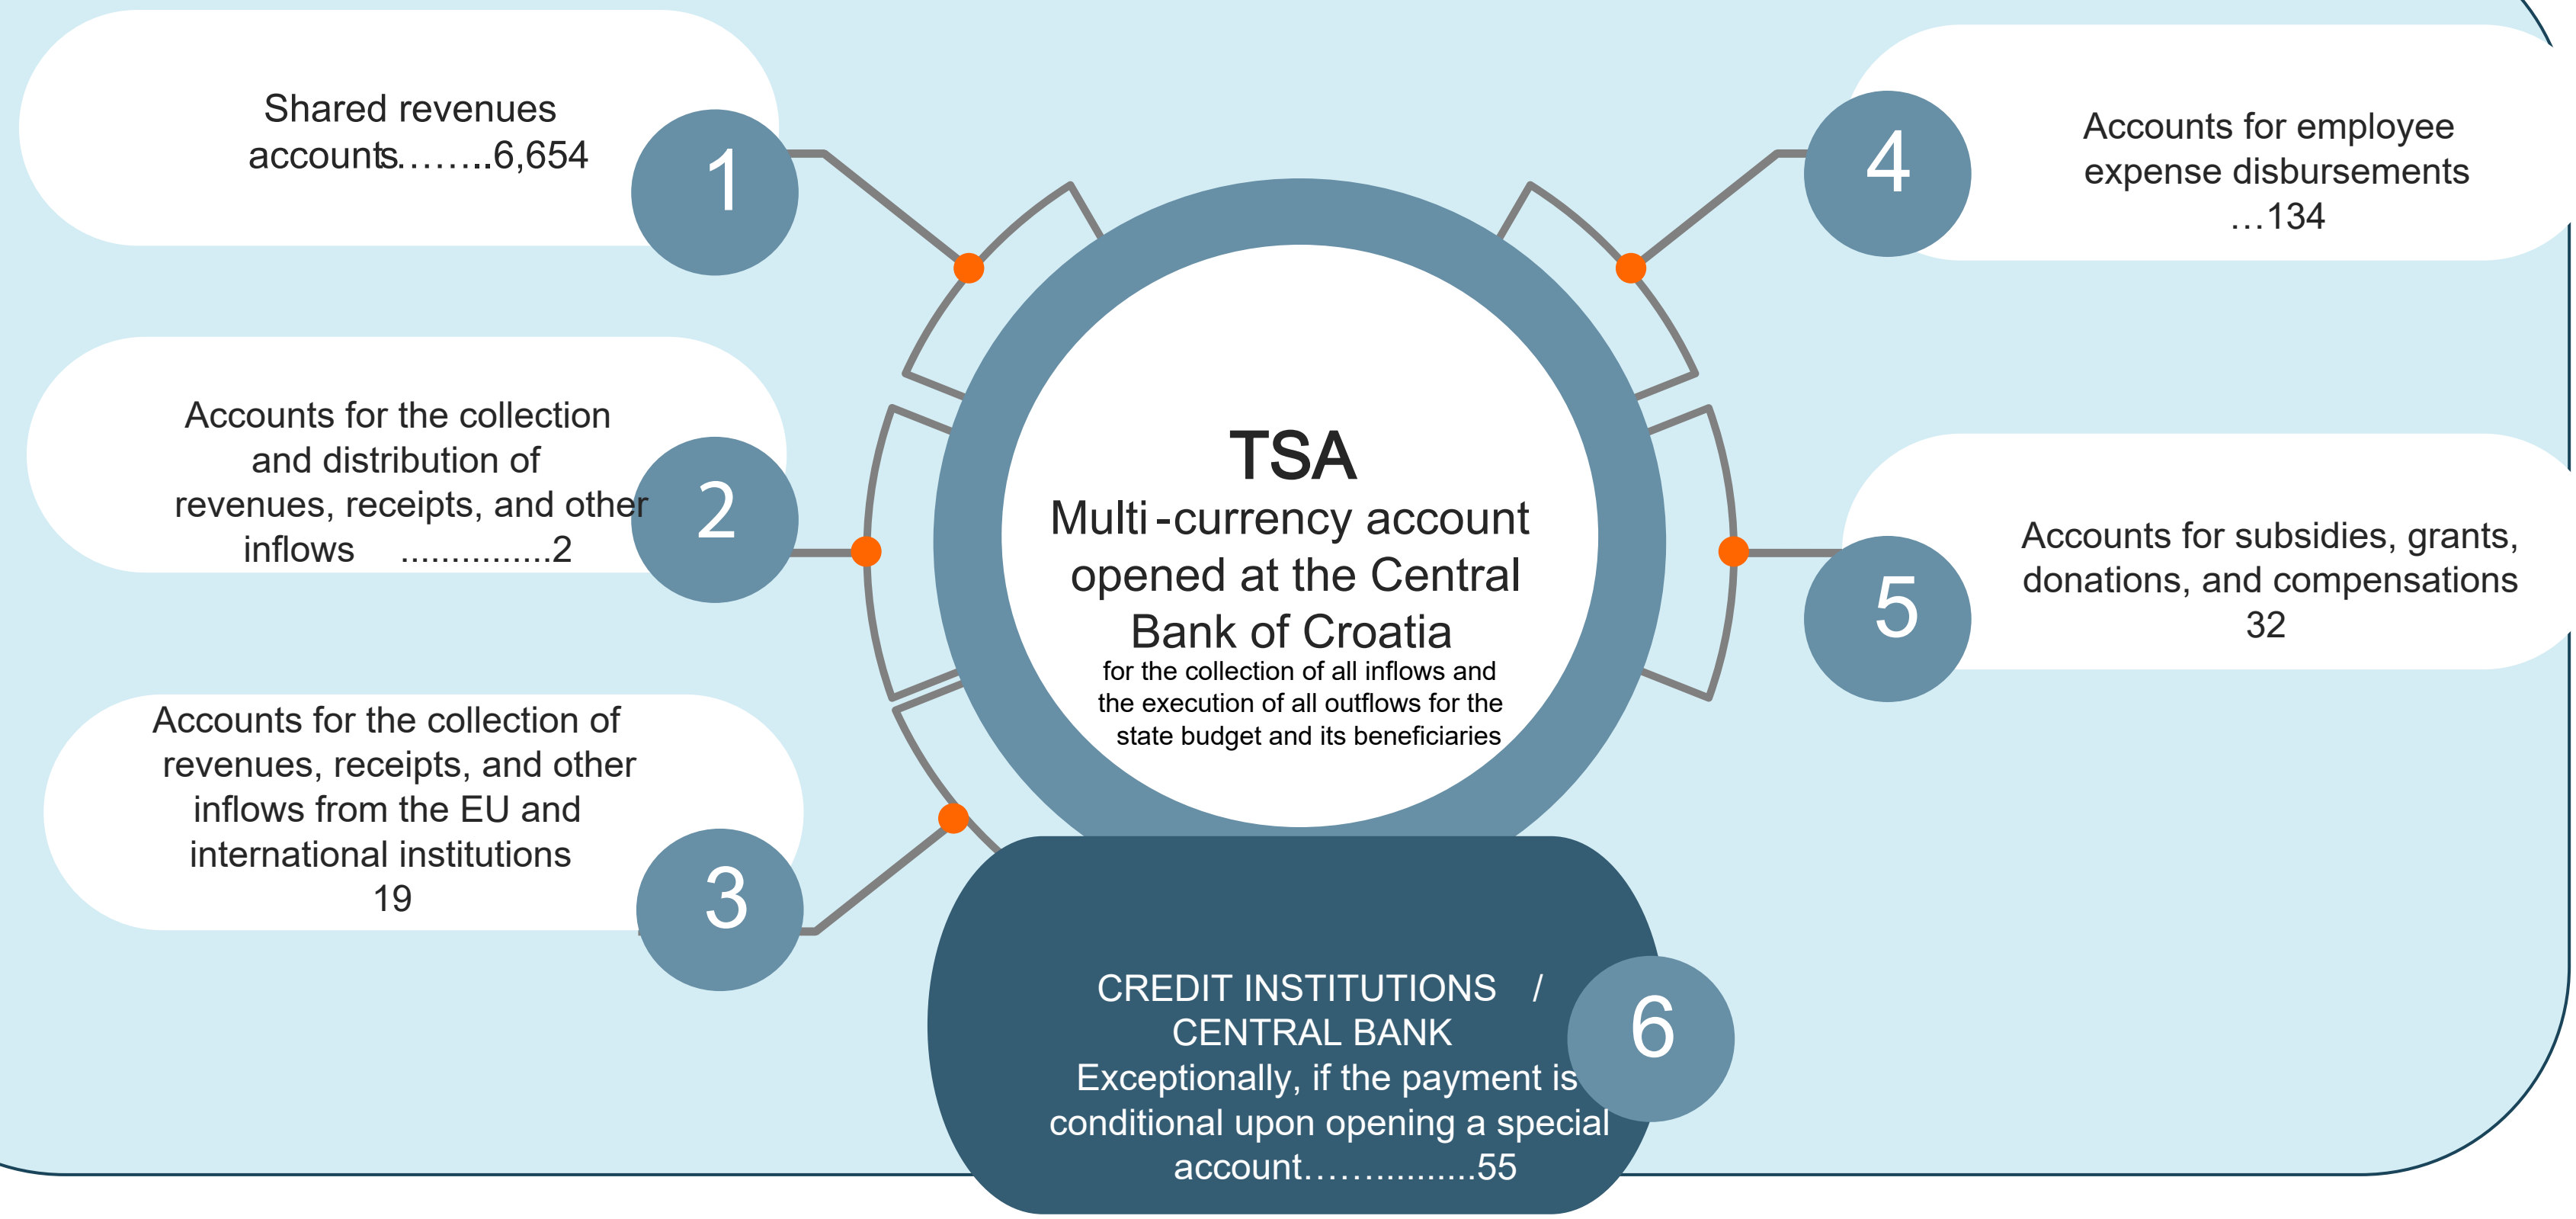 Shared revenues
accounts……..6,654
1
Accounts for the collection
and distribution of
revenues, receipts, and other
inflows ...............2
2
Accounts for the collection of
revenues, receipts, and other
inflows from the EU and
international institutions
19
3
TSA
Multi-currency account
opened at the Central
Bank of Croatia
for the collection of all inflows and
the execution of all outflows for the
state budget and its beneficiaries
4
Accounts for employee
expense disbursements
…134
5
Accounts for subsidies, grants,
donations, and compensations
32
CREDIT INSTITUTIONS /
CENTRAL BANK
Exceptionally, if the payment is
conditional upon opening a special
account……..........55
6